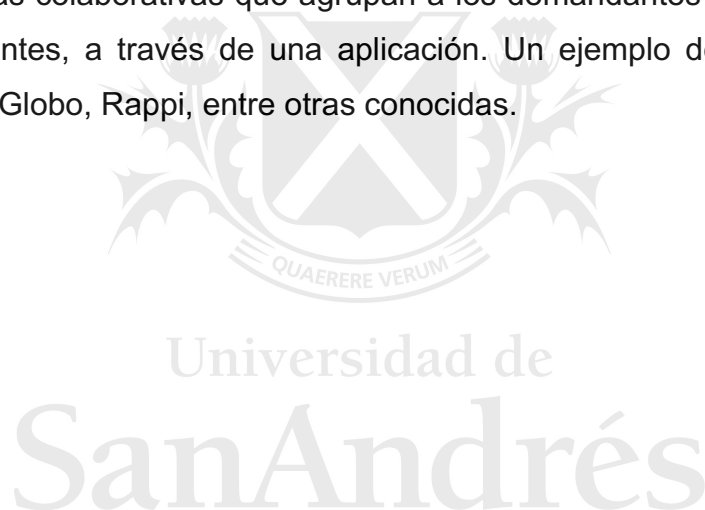 as colaborativas que agrupan a los demandantes
ntes, a través de una aplicación. Un ejemplo d
Globo, Rappi, entre otras conocidas.
QUAERERE VERUM
Universidad de
SanAndrés